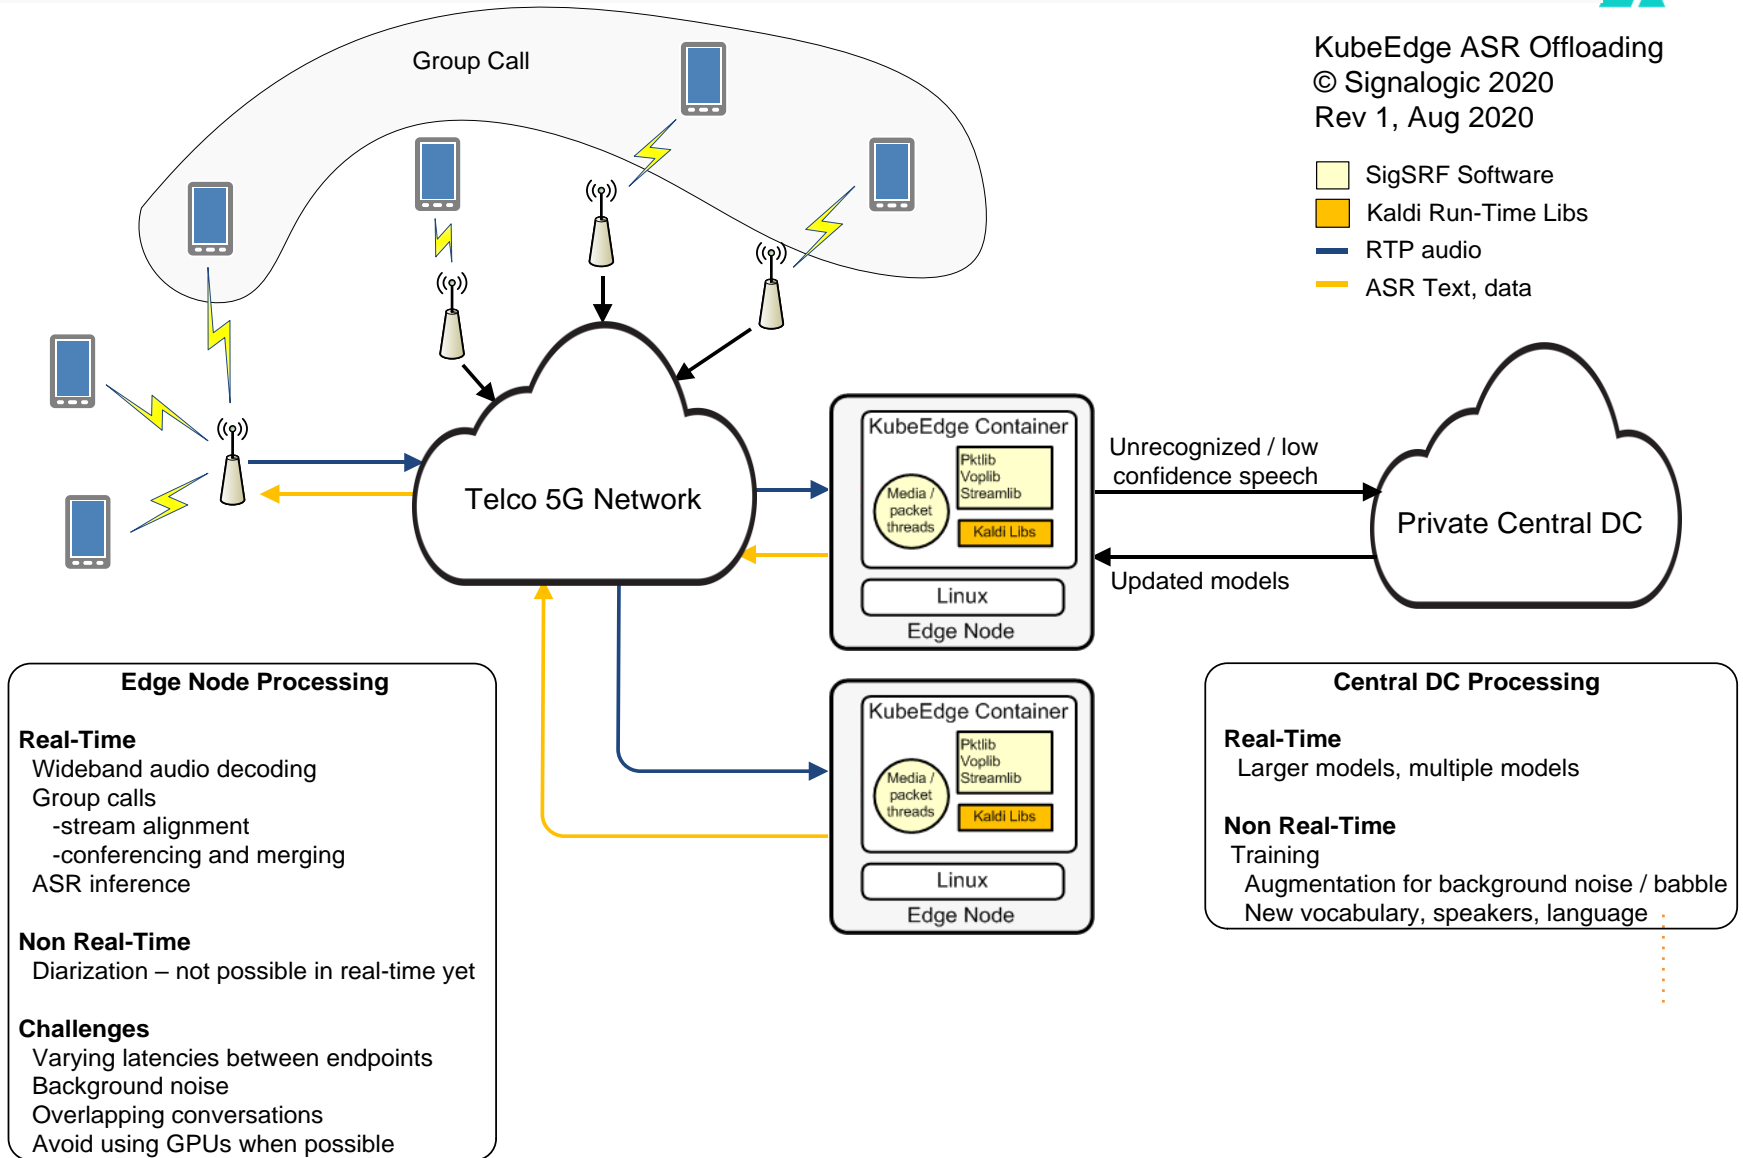 Group Call
KubeEdge ASR Offloading
© Signalogic 2020
Rev 1, Aug 2020
SigSRF Software
Kaldi Run-Time Libs
RTP audio
ASR Text, data
Telco 5G Network
KubeEdge Container
Pktlib
Voplib
Streamlib
Media /
packet
threads
Kaldi Libs
Linux
Edge Node
Unrecognized / low
confidence speech
Updated models
Private Central DC
KubeEdge Container
Pktlib
Voplib
Streamlib
Media /
packet
threads
Kaldi Libs
Linux
Edge Node
Edge Node Processing
Real-Time
Wideband audio decoding
Group calls
-stream alignment
-conferencing and merging
ASR inference
Non Real-Time
Diarization – not possible in real-time yet
Challenges
Varying latencies between endpoints
Background noise
Overlapping conversations
Avoid using GPUs when possible
Central DC Processing
Real-Time
Larger models, multiple models
Non Real-Time
Training
Augmentation for background noise / babble
New vocabulary, speakers, language